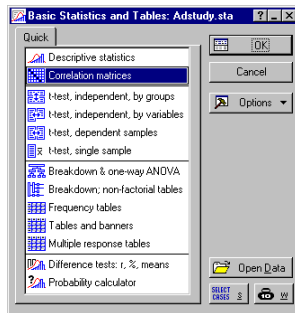 Basic Statistics and Tables: Adstudy.sta
Quick
Descriptive statistics
Correlation matrices
t-test, independent, by groups
t-test, independent, by variables
t-test, dependent samples
t-test, single sample
Breakdown & one-way ANOVA
Breakdown; non-factorial tables
Frequency tables
Tables and banners
Multiple response tables
Difference tests: r, %, means
Probability calculator
OK
Cancel
Options
Open Data
SELECT CASES S
W